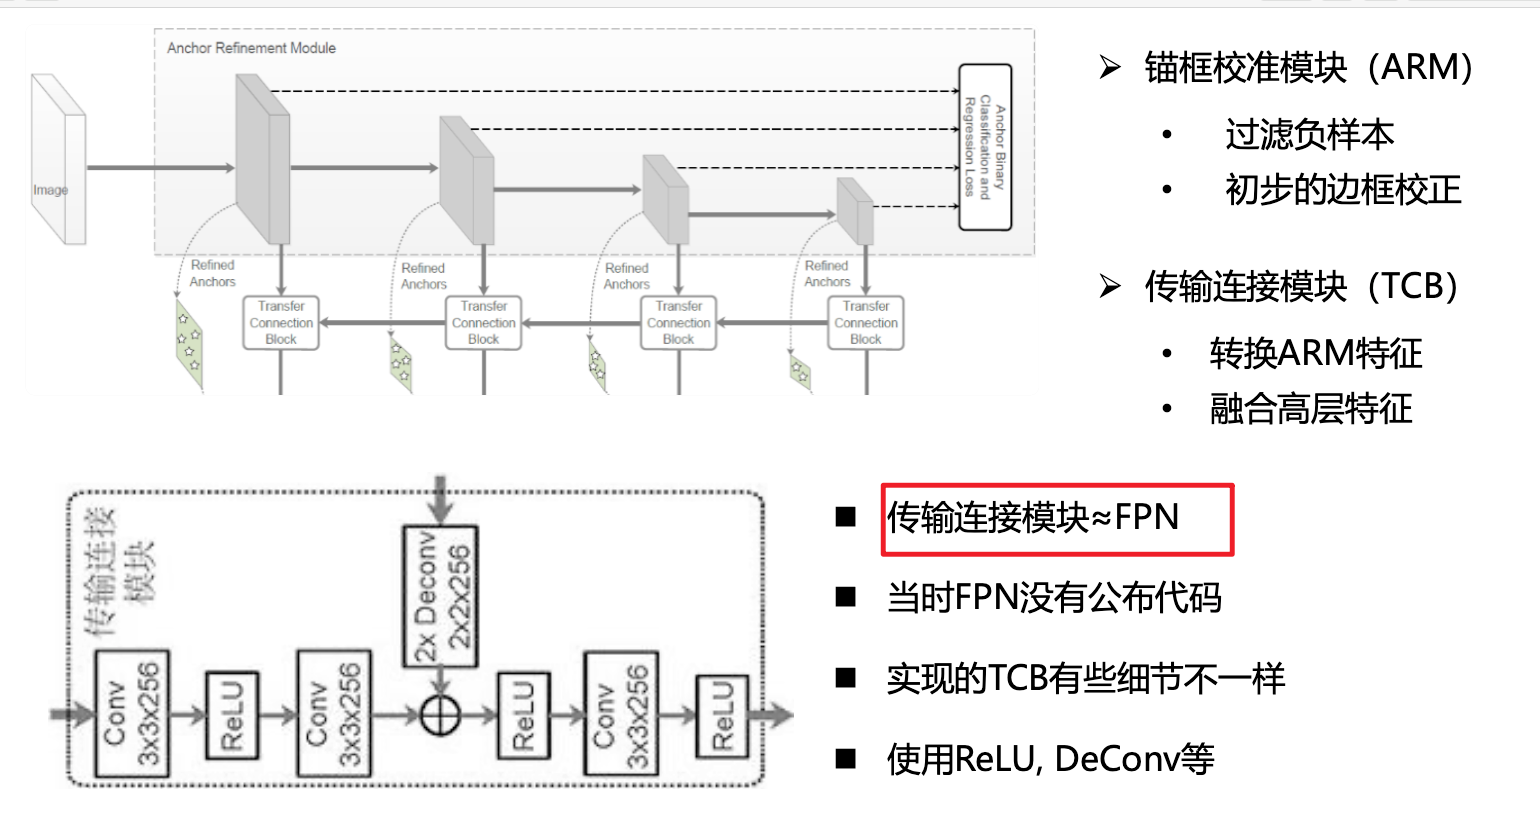 Anchor Refinement Module
Image
Anchor Binary
Classification and
Regression Loss
Refined
Anchors
Refined
Anchors
Refined
Anchors
Refined
Anchors
Transfer
Connection
Block
Transfer
Connection
Block
Transfer
Connection
Block
Transfer
Connection
Block
➢ 锚框校准模块（ARM）
• 过滤负样本
• 初步的边框校正
➢ 传输连接模块（TCB）
• 转换ARM特征
• 融合高层特征
传输连接
模块
Conv
3x3x256
ReLU
Conv
3x3x256
2x Deconv
2x2x256
ReLU
Conv
3x3x256
ReLU
■ 传输连接模块≈FPN
■ 当时FPN没有公布代码
■ 实现的TCB有些细节不一样
■ 使用ReLU, DeConv等